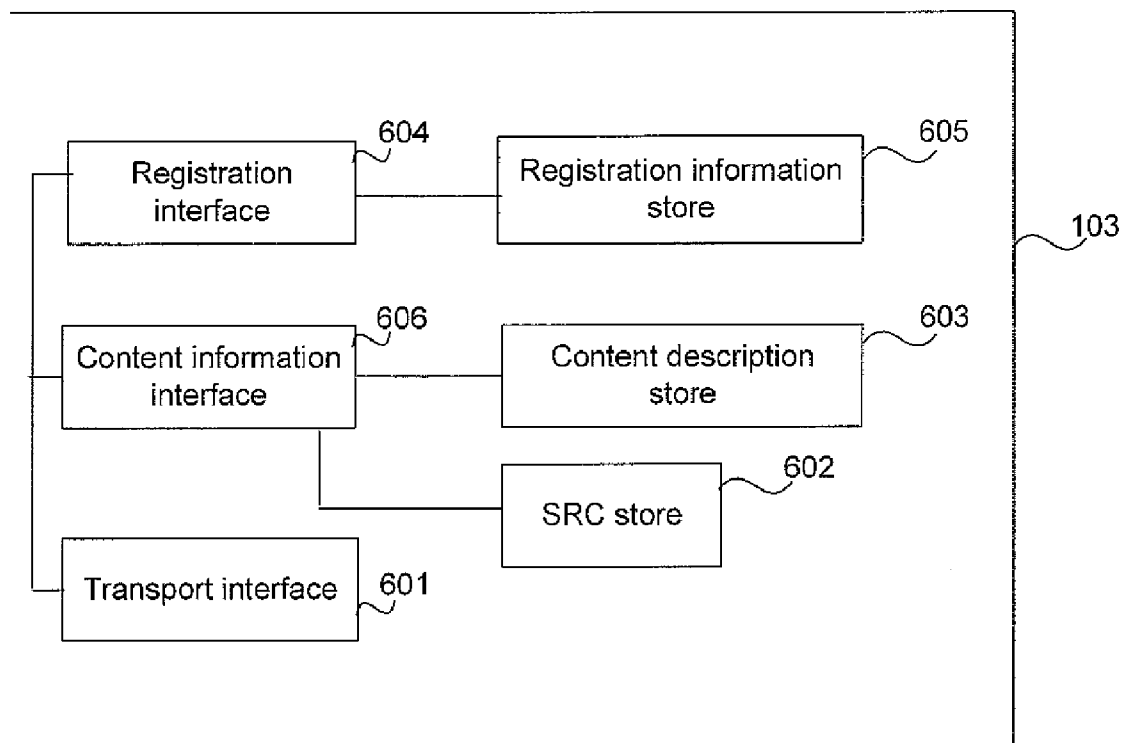 604
605
Registration
interface
Registration information
store
103
606
603
Content information
interface
Content description
store
602
SRC store
Transport interface
601